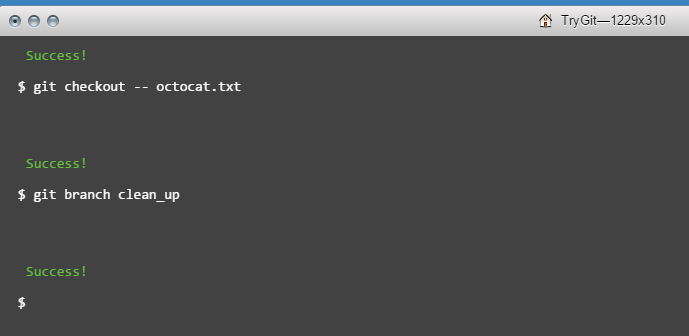 TryGit—1229x310
Success!
$ git checkout -- octocat.txt
Success!
$ git branch clean_up
Success!
$